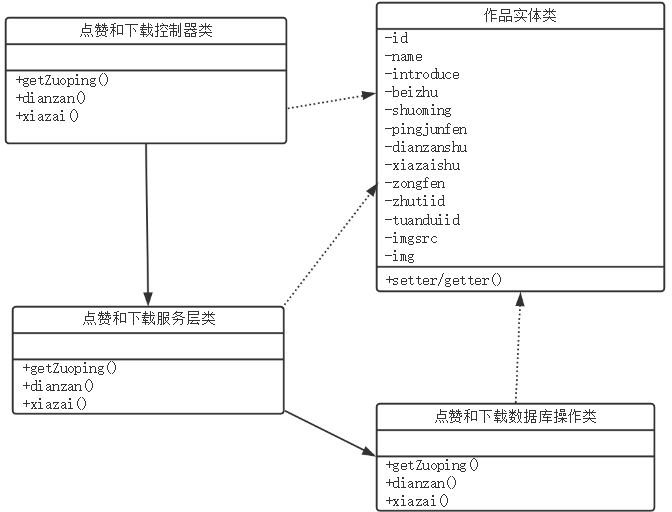 点赞和下载控制器类
+getZuoping()
+dianzan()
+xiazai()
作品实体类
-id
-name
-introduce
-beizhu
-shuoming
-pingjunfen
-dianzanshu
-xiazaishu
-zongfen
-zhutiid
-tuanduiid
-imgsrc
-img
+setter/getter()
点赞和下载服务层类
+getZuoping()
+dianzan()
+xiazai()
点赞和下载数据库操作类
+getZuoping()
+dianzan()
+xiazai()